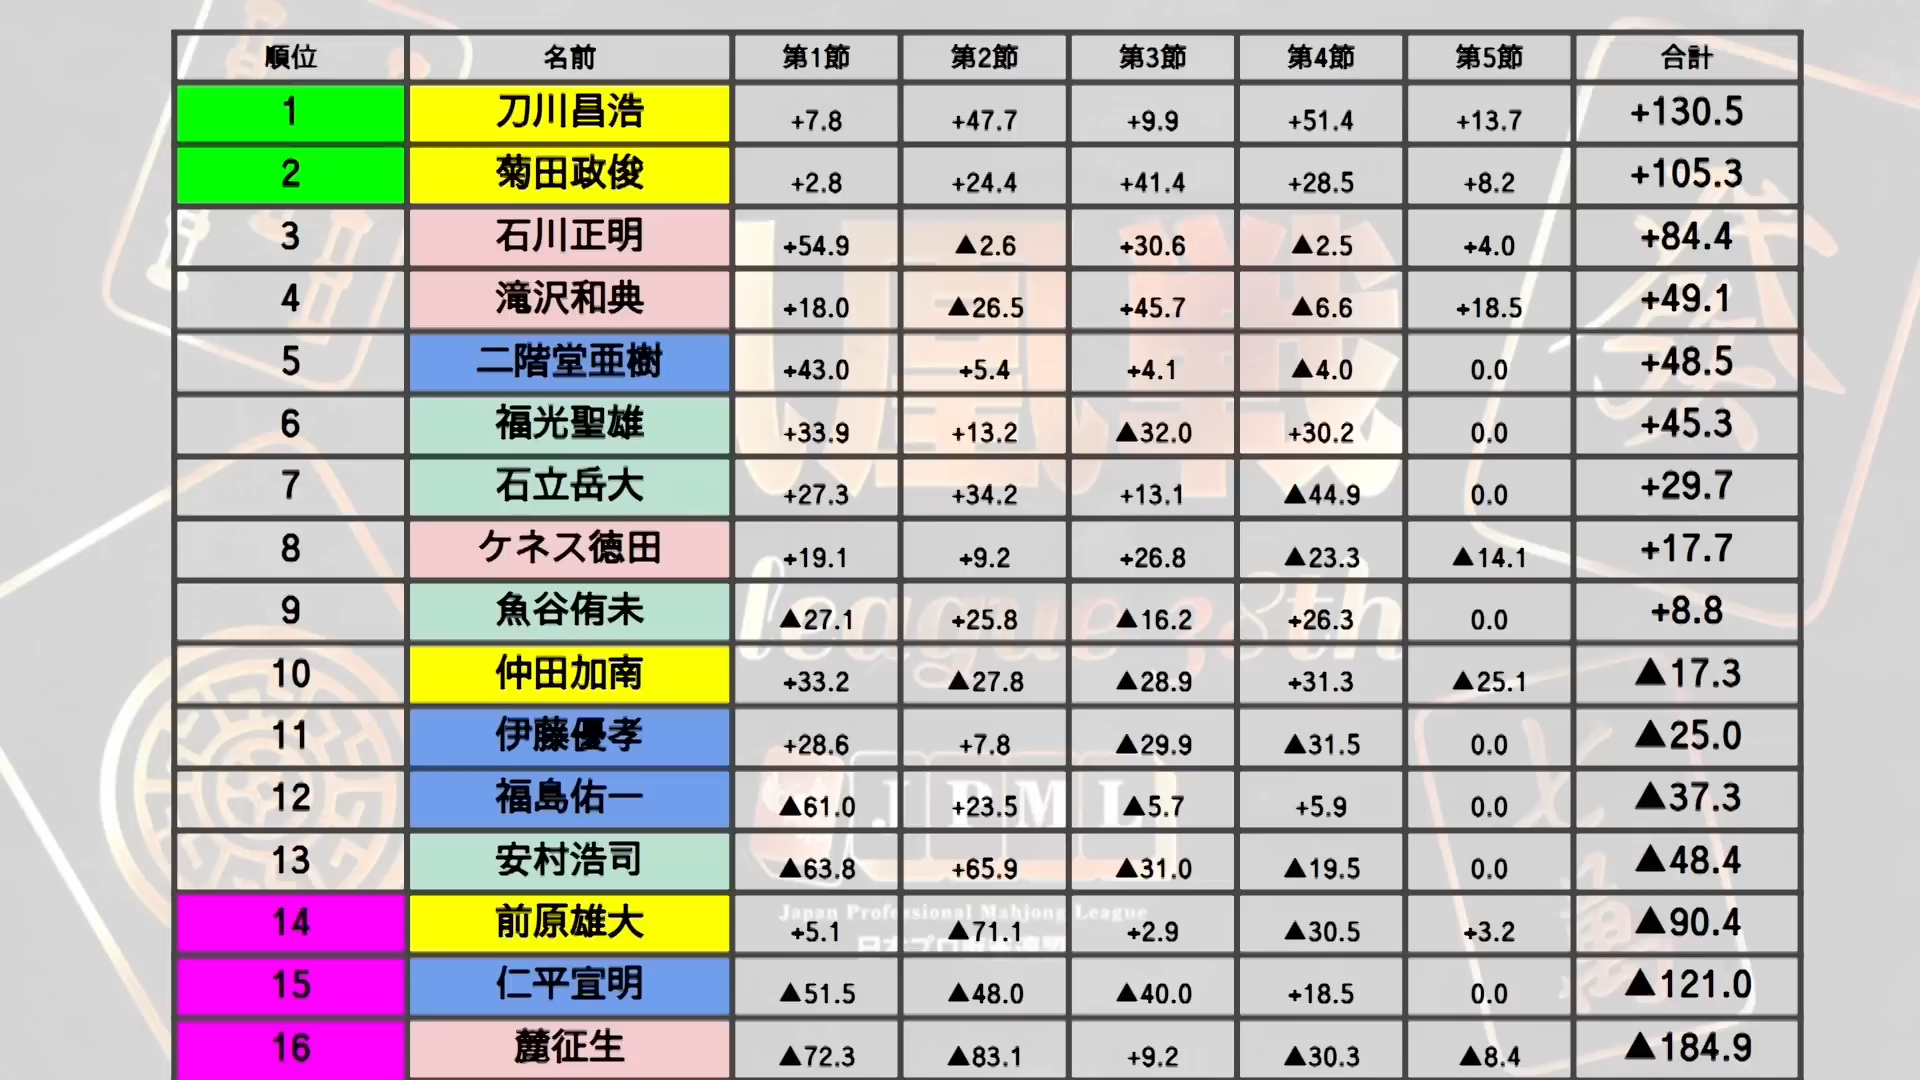 順位 名前 第1節 第2節 第3節 第4節 第5節 合計
1 刀川昌浩 +7.8 +47.7 +9.9 +51.4 +13.7 +130.5
2 菊田政俊 +2.8 +24.4 +41.4 +28.5 +8.2 +105.3
3 石川正明 +54.9 ▲2.6 +30.6 ▲2.5 +4.0 +84.4
4 滝沢和典 +18.0 ▲26.5 +45.7 ▲6.6 +18.5 +49.1
5 二階堂亜樹 +43.0 +5.4 +4.1 ▲4.0 0.0 +48.5
6 福光聖雄 +33.9 +13.2 ▲32.0 +30.2 0.0 +45.3
7 石立岳大 +27.3 +34.2 +13.1 ▲44.9 0.0 +29.7
8 ケネス徳田 +19.1 +9.2 +26.8 ▲23.3 ▲14.1 +17.7
9 魚谷侑未 ▲27.1 +25.8 ▲16.2 +26.3 0.0 +8.8
10 仲田加南 +33.2 ▲27.8 ▲28.9 +31.3 ▲25.1 ▲17.3
11 伊藤優孝 +28.6 +7.8 ▲29.9 ▲31.5 0.0 ▲25.0
12 福島佑一 ▲61.0 +23.5 ▲5.7 +5.9 0.0 ▲37.3
13 安村浩司 ▲63.8 +65.9 ▲31.0 ▲19.5 0.0 ▲48.4
14 前原雄大 +5.1 ▲71.1 +2.9 ▲30.5 +3.2 ▲90.4
15 仁平宣明 ▲51.5 ▲48.0 ▲40.0 +18.5 0.0 ▲121.0
16 麓征生 ▲72.3 ▲83.1 +9.2 ▲30.3 ▲8.4 ▲184.9
凰戦
league 38th
JPML
Japan Professional Mahjong League